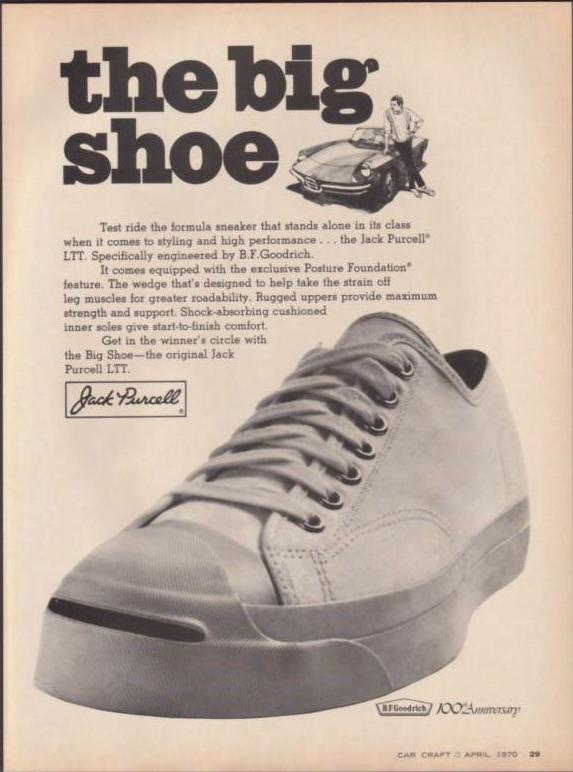 the big
shoe
Test ride the formula sneaker that stands alone in its class
when it comes to styling and high performance . . . the Jack Purcell®
LTT. Specifically engineered by B.F.Goodrich.
It comes equipped with the exclusive Posture Foundation®
feature. The wedge that's designed to help take the strain off
leg muscles for greater roadability. Rugged uppers provide maximum
strength and support. Shock-absorbing cushioned
inner soles give start-to-finish comfort.
Get in the winner's circle with
the Big Shoe—the original Jack
Purcell LTT.
Jack Purcell®
B.F.Goodrich 100th Anniversary
CAR CRAFT □ APRIL 1970 29